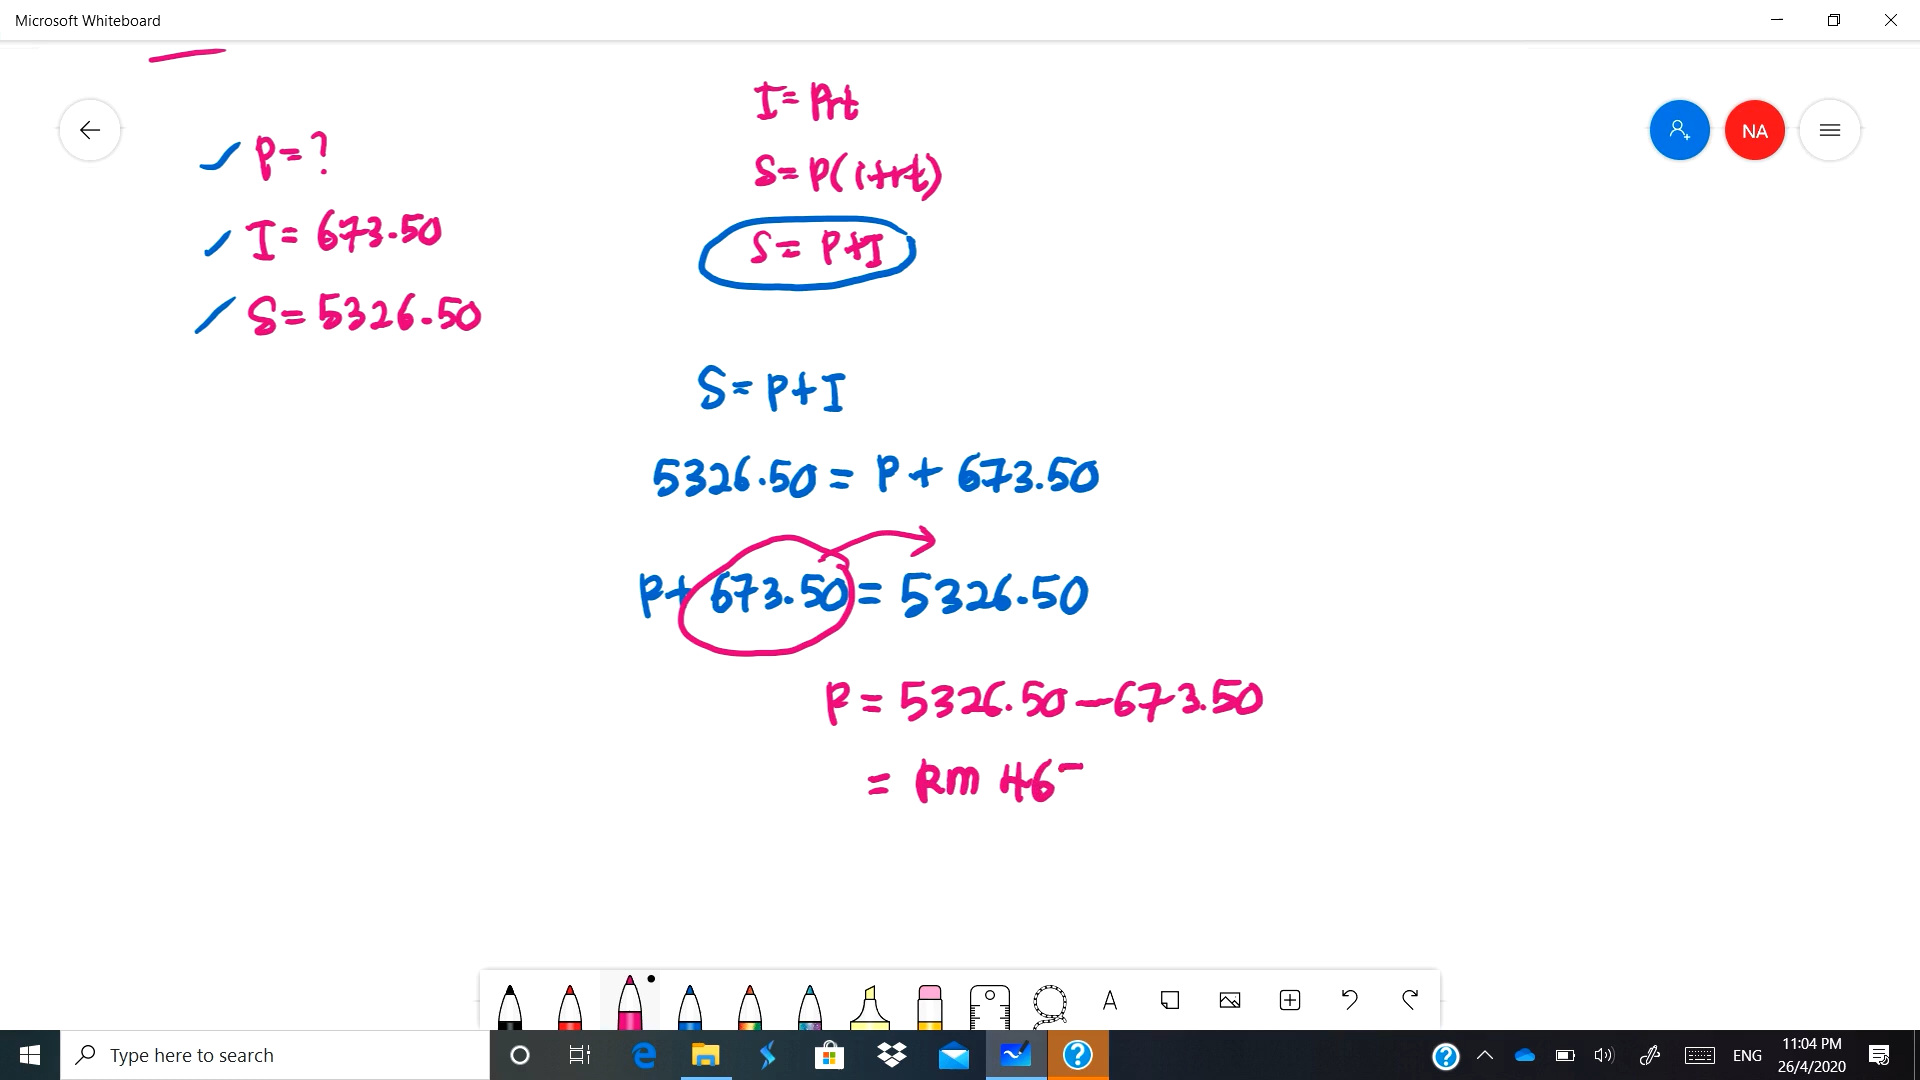 Microsoft Whiteboard
I = Prt
P = ?
NA
S = P(1+rt)
I = 673.50
S = P+I
S = 5326.50
S = P+I
5326.50 = P + 673.50
P + 673.50 = 5326.50
P = 5326.50 - 673.50
= Rm 46
Type here to search
ENG
11:04 PM
26/4/2020